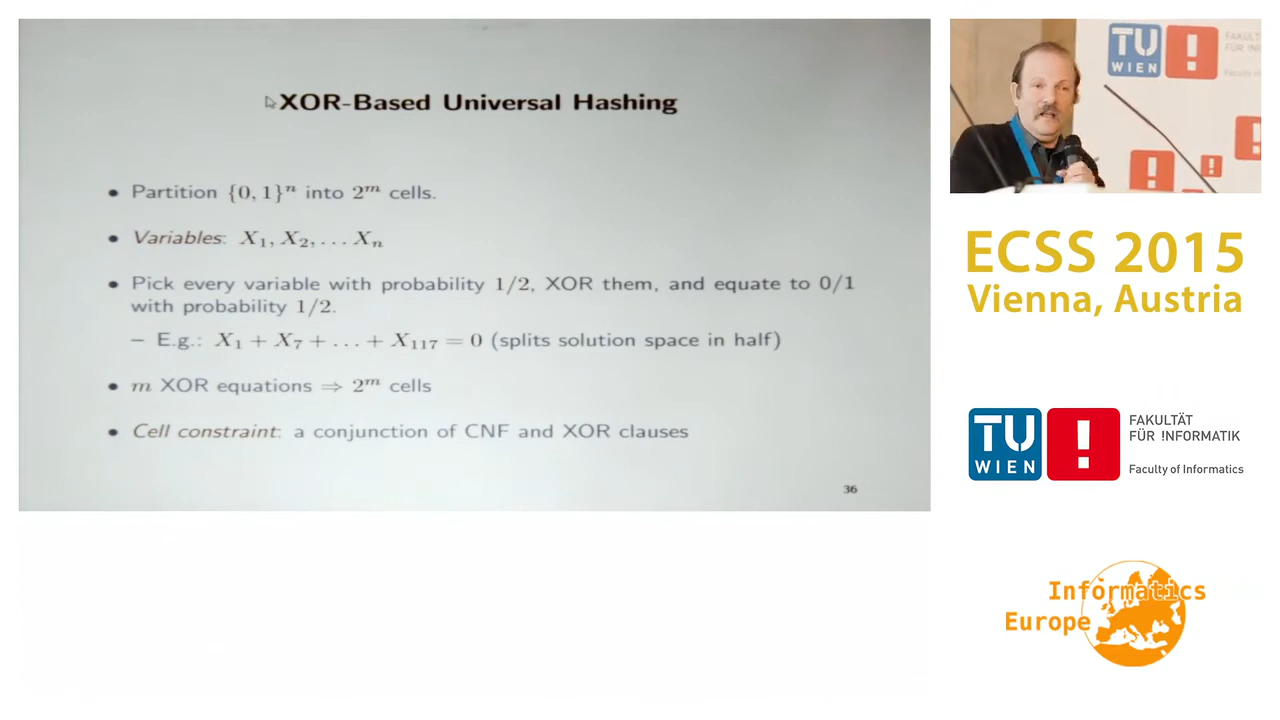 XOR-Based Universal Hashing
• Partition {0, 1}ⁿ into 2ᵐ cells.
• Variables: X₁, X₂, . . . Xₙ
• Pick every variable with probability 1/2, XOR them, and equate to 0/1
with probability 1/2.
– E.g.: X₁ + X₇ + . . . + X₁₁₇ = 0 (splits solution space in half)
• m XOR equations ⇒ 2ᵐ cells
• Cell constraint: a conjunction of CNF and XOR clauses
36
TU
WIEN
!
ECSS 2015
Vienna, Austria
TU
WIEN
!
FAKULTÄT
FÜR !NFORMATIK
Faculty of Informatics
Informatics
Europe